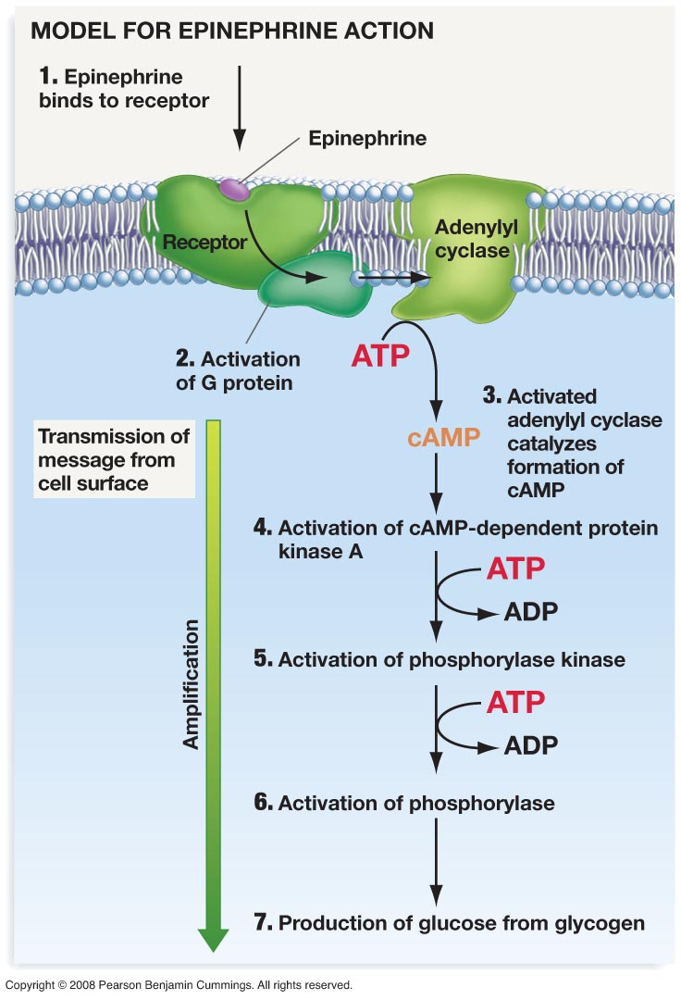 MODEL FOR EPINEPHRINE ACTION
1. Epinephrine
binds to receptor
Epinephrine
Receptor
Adenylyl
cyclase
2. Activation
of G protein
ATP
3. Activated
adenylyl cyclase
catalyzes
formation of
cAMP
cAMP
Transmission of
message from
cell surface
4. Activation of cAMP-dependent protein
kinase A
ATP
ADP
Amplification
5. Activation of phosphorylase kinase
ATP
ADP
6. Activation of phosphorylase
7. Production of glucose from glycogen
Copyright © 2008 Pearson Benjamin Cummings. All rights reserved.